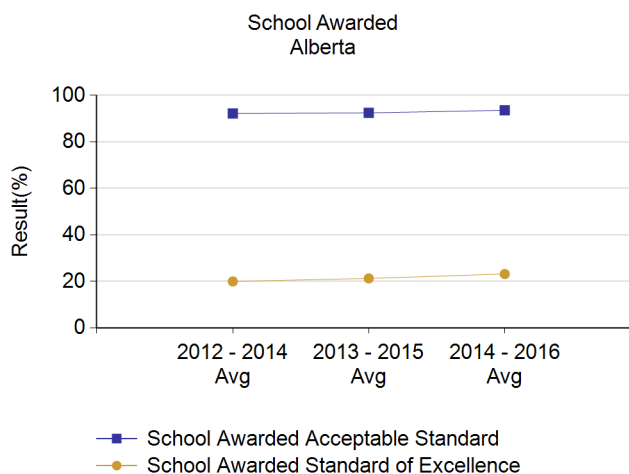 School Awarded
Alberta
Result(%)
100
80
60
40
20
0
2012 - 2014 2013 - 2015 2014 - 2016
Avg Avg Avg
School Awarded Acceptable Standard
School Awarded Standard of Excellence